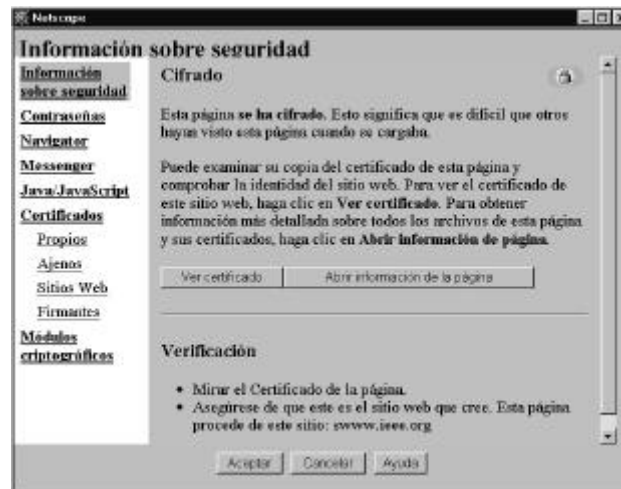 Netscape
Información sobre seguridad
Información
sobre seguridad
Contraseñas
Navigator
Messenger
Java/JavaScript
Certificados
Propios
Ajenos
Sitios Web
Firmantes
Módulos
criptográficos
Cifrado
Esta página se ha cifrado. Esto significa que es difícil que otros
hayan visto esta página cuando se cargaba.
Puede examinar su copia del certificado de esta página y
comprobar la identidad del sitio web. Para ver el certificado de
este sitio web, haga clic en Ver certificado. Para obtener
información más detallada sobre todos los archivos de esta página
y sus certificados, haga clic en Abrir información de página.
Ver certificado
Abrir información de la página
Verificación
• Mirar el Certificado de la página.
• Asegúrese de que este es el sitio web que cree. Esta página
procede de este sitio: swww.ieee.org
Aceptar
Cancelar
Ayuda